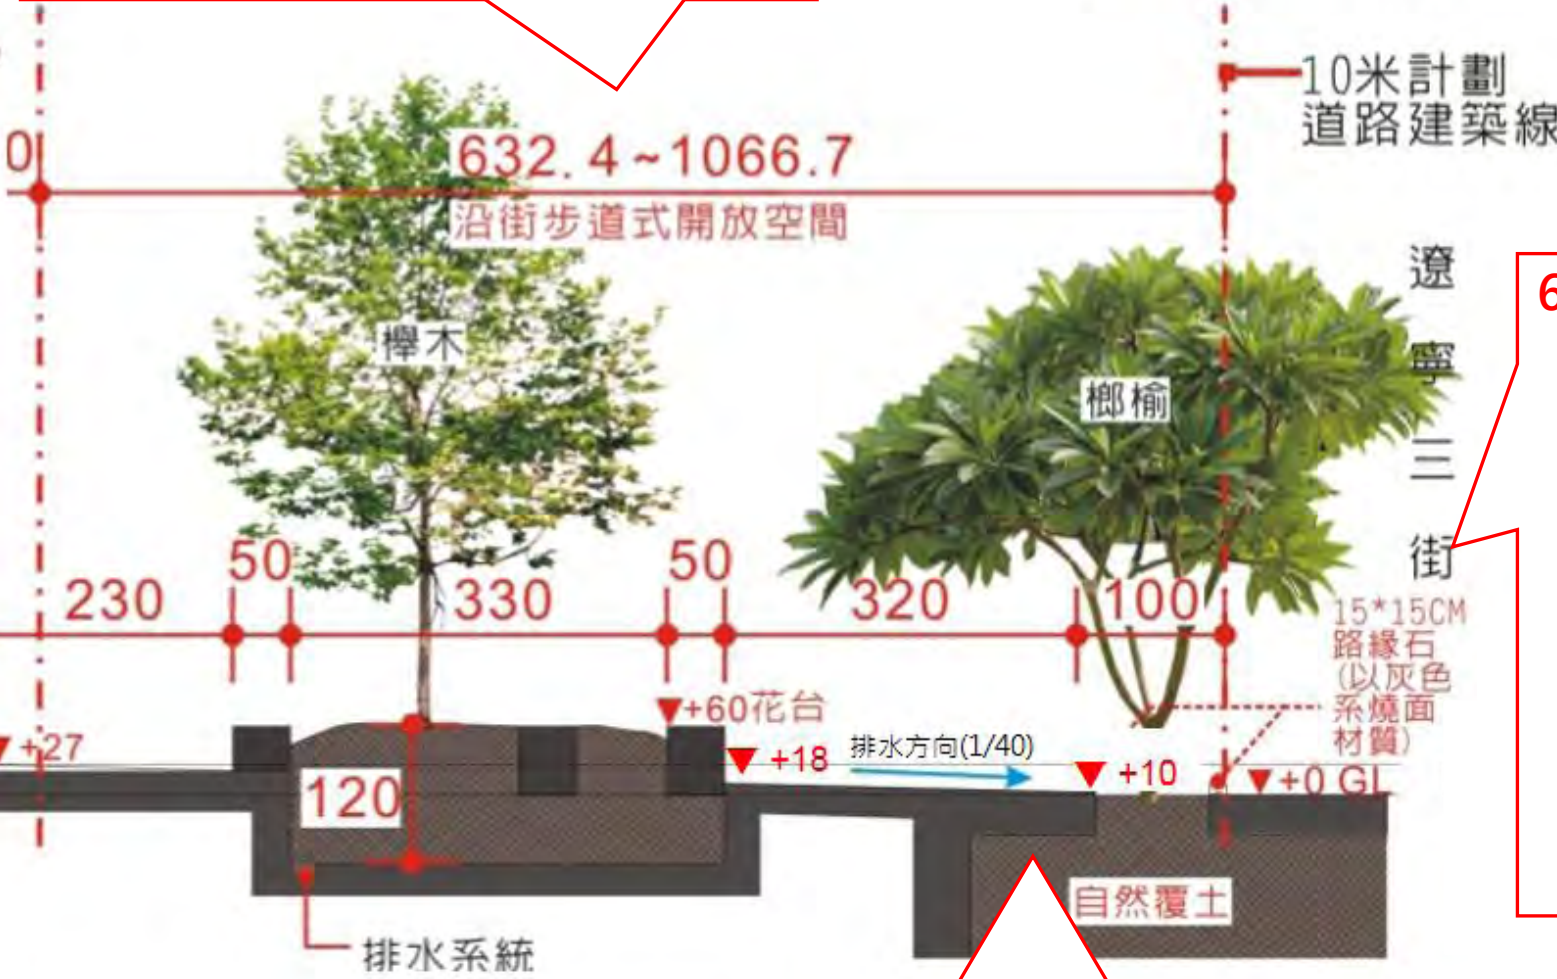 10米計劃
道路建築線
0
632.4~1066.7
沿街步道式開放空間
遼寧三街
6
櫸木
榔榆
50
50
230
330
320
100
15*15CM
路緣石
(以灰色
系燒面
材質)
+60花台
+27
+18
排水方向(1/40)
+10
+0 GL
120
自然覆土
排水系統